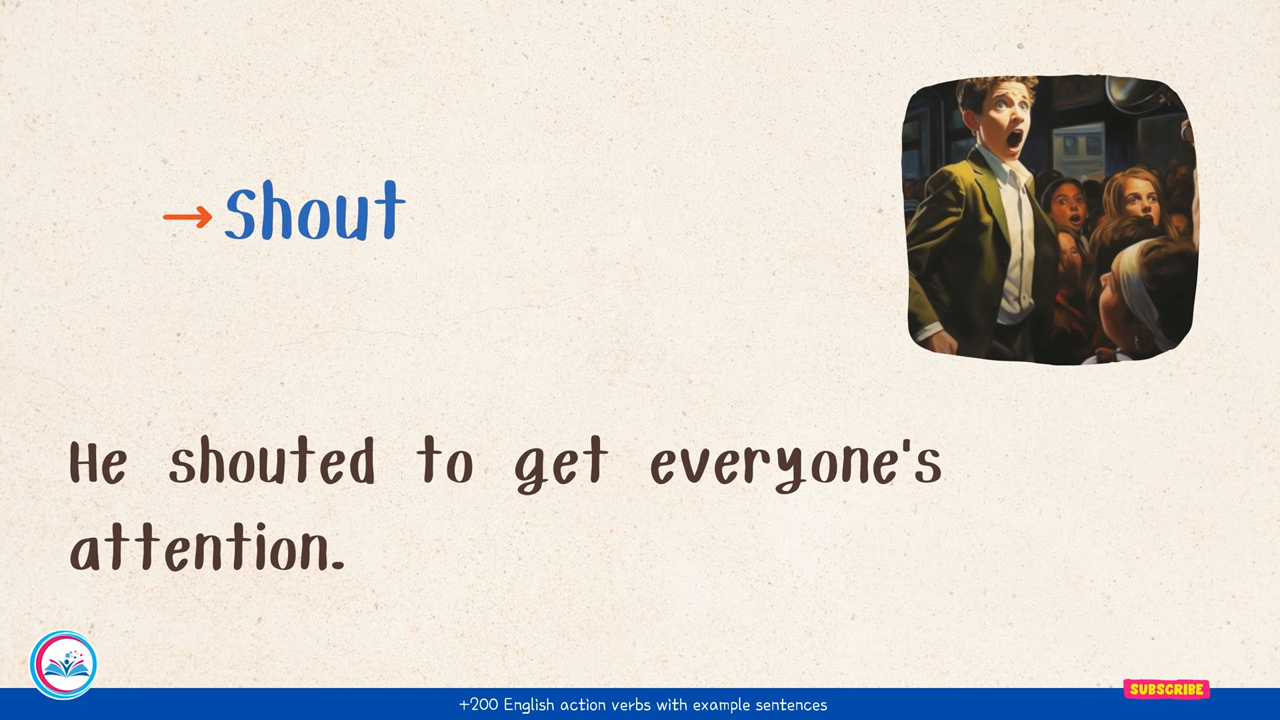 → shout
He shouted to get everyone's
attention.
+200 English action verbs with example sentences
SUBSCRIBE